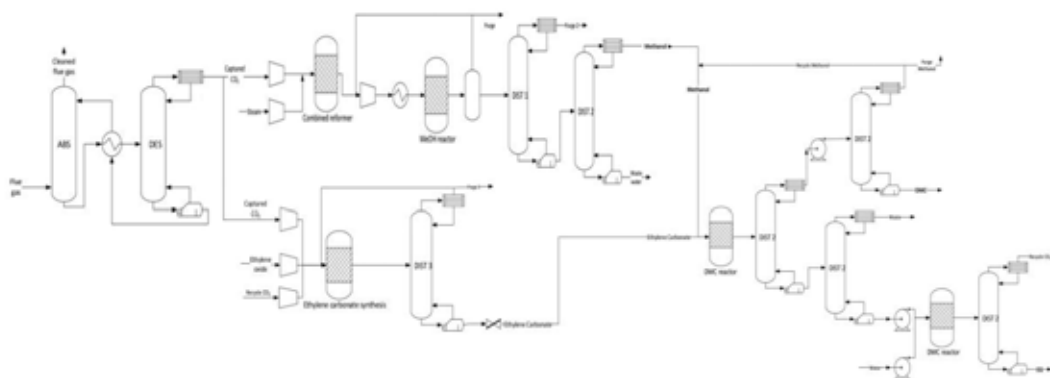 Cleaned
flue gas
ABS
Flue
gas
DES
Captured
CO₂
Steam
Combined reformer
MeOH reactor
Purge
DIST 1
Purge 2
DIST 2
Methanol
Methanol
Waste
water
Recycle Methanol
Purge
Methanol
Captured
CO₂
Ethylene
oxide
Recycle CO₂
Ethylene carbonate synthesis
DIST 3
Ethylene Carbonate
Ethylene Carbonate
DMC reactor
DIST 2
DIST 2
DMC
DIST 2
DMC reactor
DIST 2
Recycle CO₂
EG